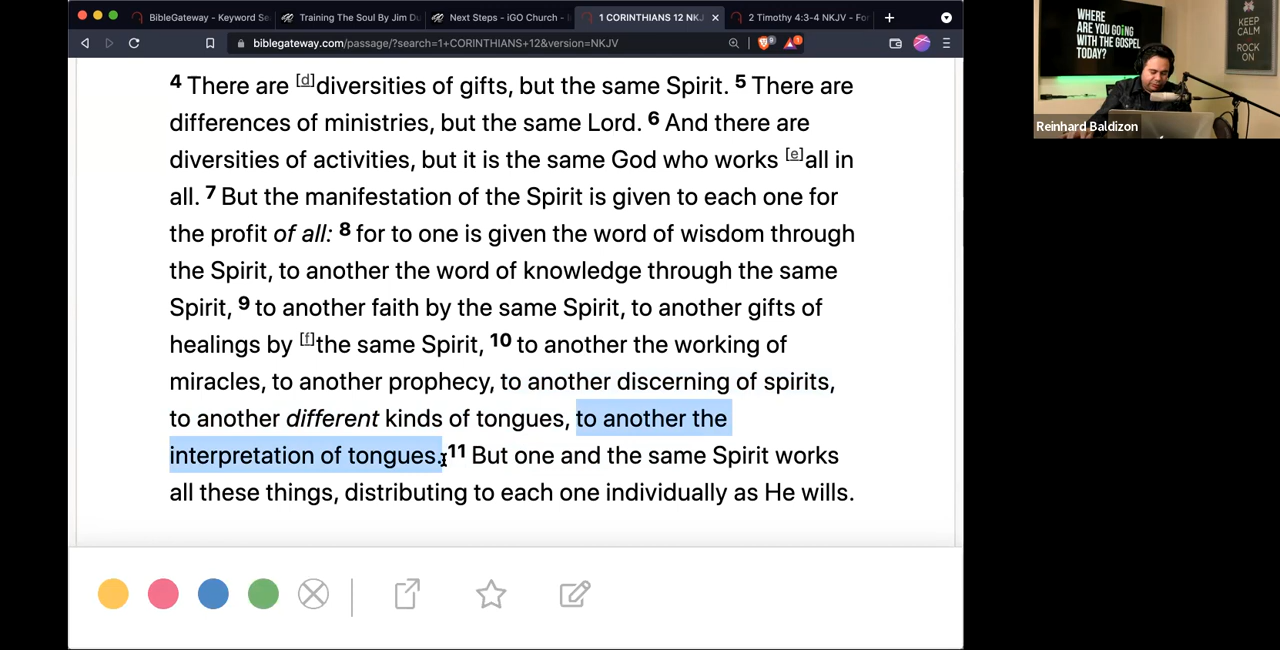 BibleGateway - Keyword Se
Training The Soul By Jim Du
Next Steps - iGO Church -
1 CORINTHIANS 12 NKJ
2 Timothy 4:3-4 NKJV - For
biblegateway.com/passage/?search=1+CORINTHIANS+12&version=NKJV
4 There are [d]diversities of gifts, but the same Spirit. 5 There are
differences of ministries, but the same Lord. 6 And there are
diversities of activities, but it is the same God who works [e]all in
all. 7 But the manifestation of the Spirit is given to each one for
the profit of all: 8 for to one is given the word of wisdom through
the Spirit, to another the word of knowledge through the same
Spirit, 9 to another faith by the same Spirit, to another gifts of
healings by [f]the same Spirit, 10 to another the working of
miracles, to another prophecy, to another discerning of spirits,
to another different kinds of tongues, to another the
interpretation of tongues. 11 But one and the same Spirit works
all these things, distributing to each one individually as He wills.
WHERE
ARE YOU GOING
WITH THE GOSPEL
TODAY?
KEEP
CALM
ROCK
ON
Reinhard Baldizon